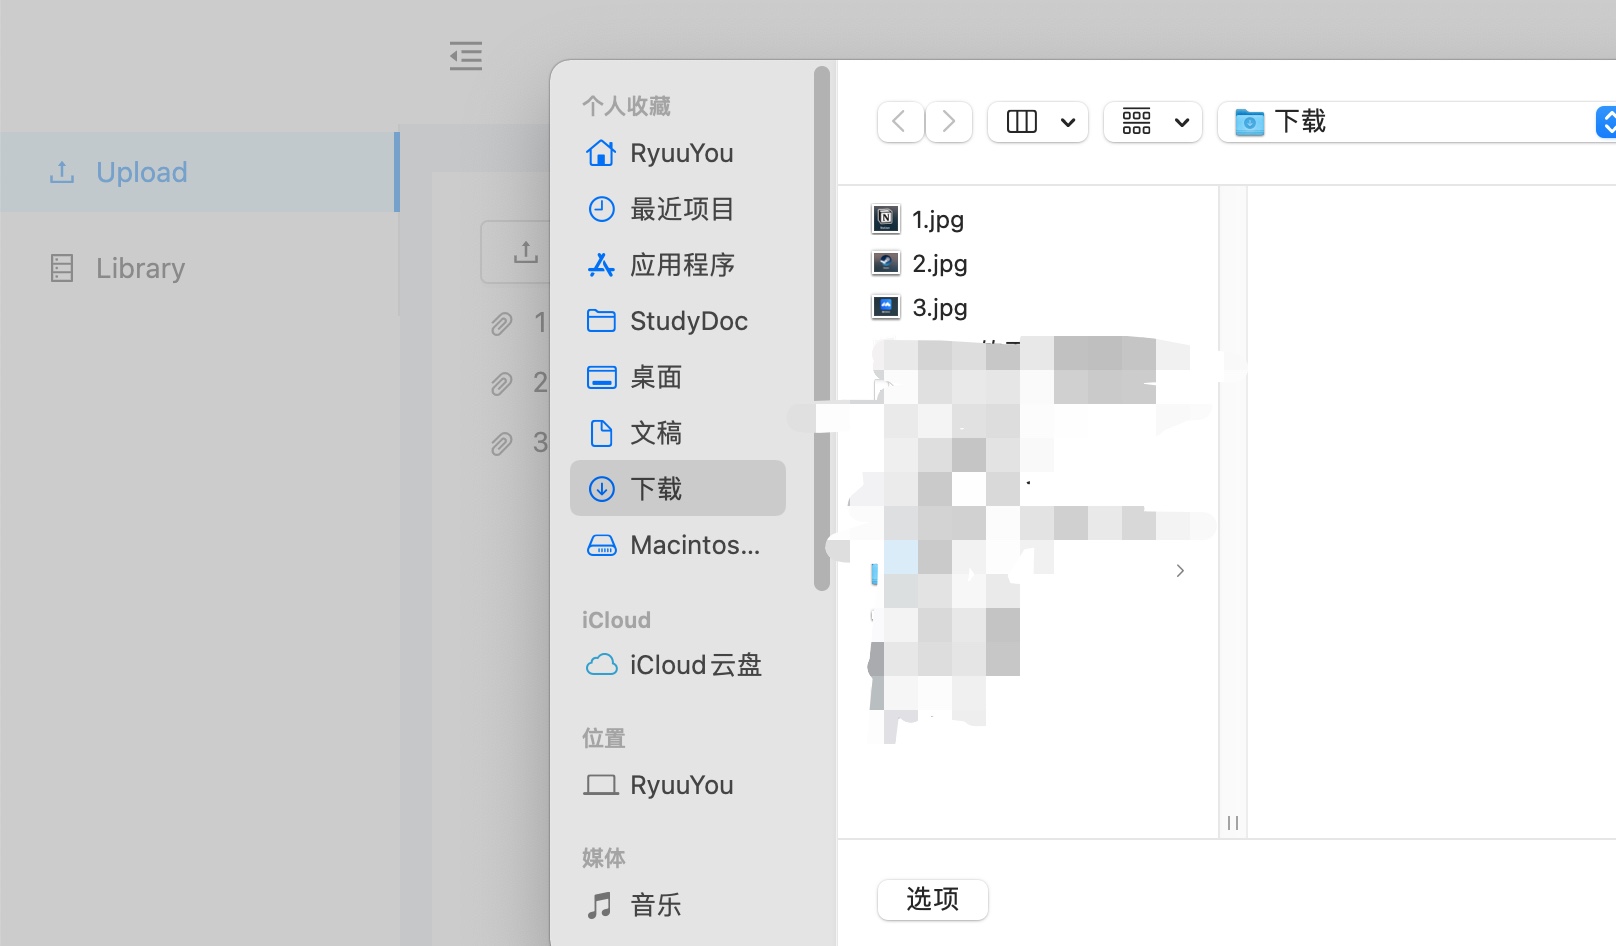 Upload
Library
1
2
3
个人收藏
RyuuYou
最近项目
应用程序
StudyDoc
桌面
文稿
下载
Macintos...
iCloud
iCloud云盘
位置
RyuuYou
媒体
音乐
下载
1.jpg
2.jpg
3.jpg
选项